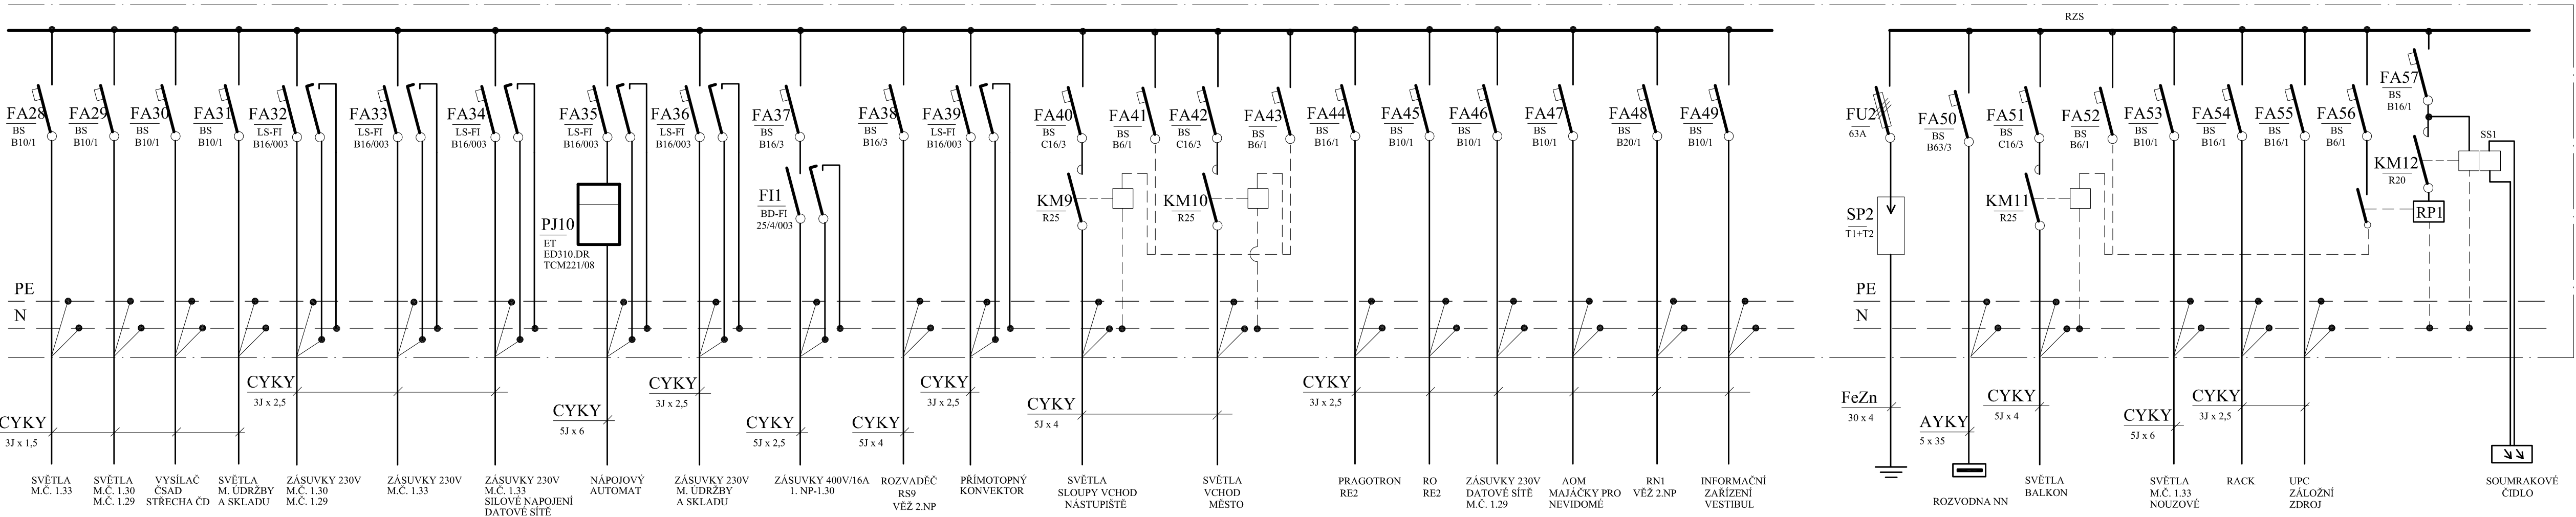 RZS
FA28
BS
B10/1
FA29
BS
B10/1
FA30
BS
B10/1
FA31
BS
B10/1
FA32
LS-FI
B16/003
FA33
LS-FI
B16/003
FA34
LS-FI
B16/003
FA35
LS-FI
B16/003
FA36
LS-FI
B16/003
FA37
BS
B16/3
FA38
BS
B16/3
FA39
LS-FI
B16/003
FA40
BS
C16/3
FA41
BS
B6/1
FA42
BS
C16/3
FA43
BS
B6/1
FA44
BS
B16/1
FA45
BS
B10/1
FA46
BS
B10/1
FA47
BS
B10/1
FA48
BS
B20/1
FA49
BS
B10/1
FU2
63A
FA50
BS
B63/3
FA51
BS
C16/3
FA52
BS
B6/1
FA53
BS
B10/1
FA54
BS
B16/1
FA55
BS
B16/1
FA56
BS
B6/1
FA57
BS
B16/1
SS1
KM12
R20
RP1
PJ10
ET
ED310.DR
TCM221/08
FI1
BD-FI
25/4/003
KM9
R25
KM10
R25
SP2
T1+T2
KM11
R25
PE
N
PE
N
CYKY
3J x 1,5
CYKY
3J x 2,5
CYKY
5J x 6
CYKY
3J x 2,5
CYKY
5J x 2,5
CYKY
5J x 4
CYKY
3J x 2,5
CYKY
5J x 4
CYKY
3J x 2,5
FeZn
30 x 4
AYKY
5 x 35
CYKY
5J x 4
CYKY
5J x 6
CYKY
3J x 2,5
SVĚTLA
M.Č. 1.33
SVĚTLA
M.Č. 1.30
M.Č. 1.29
VYSÍLAČ
ČSAD
STŘECHA ČD
SVĚTLA
M. ÚDRŽBY
A SKLADU
ZÁSUVKY 230V
M.Č. 1.30
M.Č. 1.29
ZÁSUVKY 230V
M.Č. 1.33
ZÁSUVKY 230V
M.Č. 1.33
SILOVÉ NAPOJENÍ
DATOVÉ SÍTĚ
NÁPOJOVÝ
AUTOMAT
ZÁSUVKY 230V
M. ÚDRŽBY
A SKLADU
ZÁSUVKY 400V/16A
1. NP-1.30
ROZVADĚČ
RS9
VĚŽ 2.NP
PŘÍMOTOPNÝ
KONVEKTOR
SVĚTLA
SLOUPY VCHOD
NÁSTUPIŠTĚ
SVĚTLA
VCHOD
MĚSTO
PRAGOTRON
RE2
RO
RE2
ZÁSUVKY 230V
DATOVÉ SÍTĚ
M.Č. 1.29
AOM
MAJÁČKY PRO
NEVIDOMÉ
RN1
VĚŽ 2.NP
INFORMAČNÍ
ZAŘÍZENÍ
VESTIBUL
ROZVODNA NN
SVĚTLA
BALKON
SVĚTLA
M.Č. 1.33
NOUZOVÉ
RACK
UPC
ZÁLOŽNÍ
ZDROJ
SOUMRAKOVÉ
ČIDLO